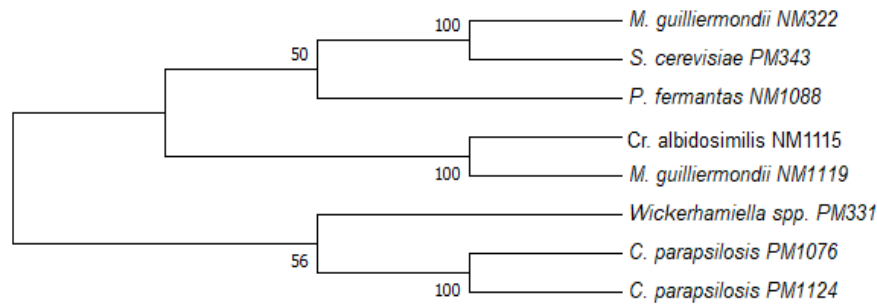 100
M. guilliermondii NM322
50
S. cerevisiae PM343
P. fermantas NM1088
Cr. albidosimilis NM1115
100
M. guilliermondii NM1119
Wickerhamiella spp. PM331
56
C. parapsilosis PM1076
100
C. parapsilosis PM1124